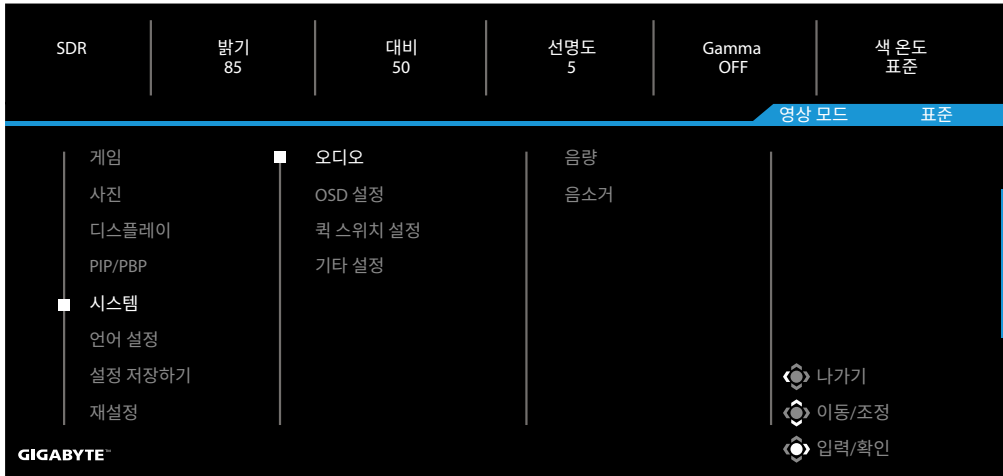 SDR
밝기
85
대비
50
선명도
5
Gamma
OFF
색 온도
표준
영상 모드 표준
게임
사진
디스플레이
PIP/PBP
시스템
언어 설정
설정 저장하기
재설정
오디오
OSD 설정
퀵 스위치 설정
기타 설정
음량
음소거
나가기
이동/조정
입력/확인
GIGABYTE™